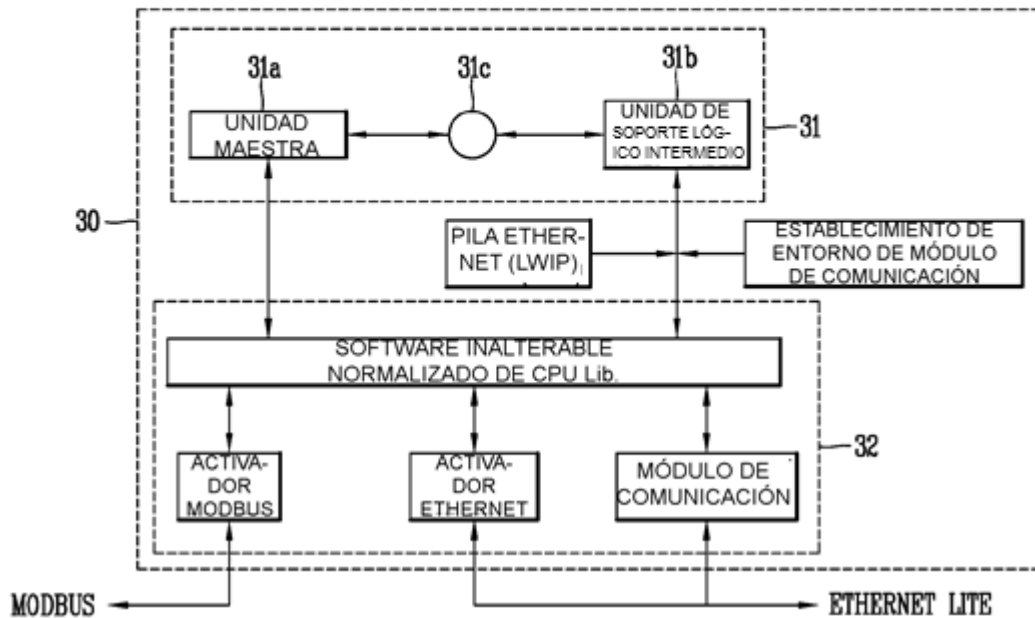 31a
31c
31b
UNIDAD
MAESTRA
UNIDAD DE
SOPORTE LÓG-
ICO INTERMEDIO
31
30
PILA ETHER-
NET (LWIP)
ESTABLECIMIENTO DE
ENTORNO DE MÓDULO
DE COMUNICACIÓN
SOFTWARE INALTERABLE
NORMALIZADO DE CPU Lib.
32
ACTIVA-
DOR
MODBUS
ACTIVA-
DOR
ETHERNET
MÓDULO DE
COMUNICACIÓN
MODBUS
ETHERNET LITE